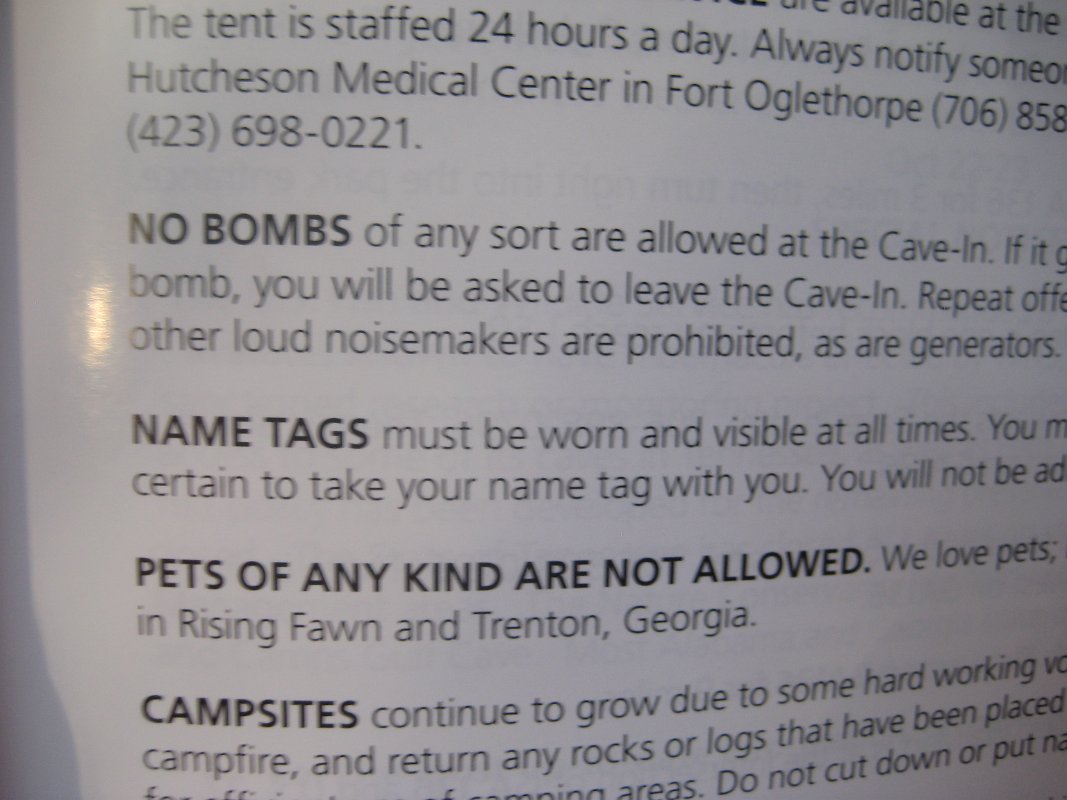 are available at the
The tent is staffed 24 hours a day. Always notify
Hutcheson Medical Center in Fort Oglethorpe (706) 858
(423) 698-0221.
NO BOMBS of any sort are allowed at the Cave-In. If it
bomb, you will be asked to leave the Cave-In. Repeat
other loud noisemakers are prohibited, as are generators.
NAME TAGS must be worn and visible at all times. You
certain to take your name tag with you. You will not be
PETS OF ANY KIND ARE NOT ALLOWED. We love pets;
in Rising Fawn and Trenton, Georgia.
CAMPSITES continue to grow due to some hard working
campfire, and return any rocks or logs that have been placed
of camping areas. Do not cut down or put